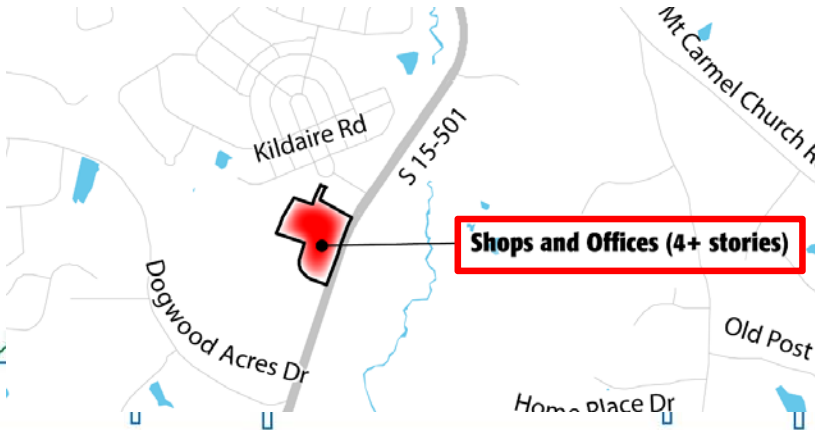 Mt Carmel Church R
Kildaire Rd
S 15-501
Shops and Offices (4+ stories)
Dogwood Acres Dr
Old Post
Home Place Dr